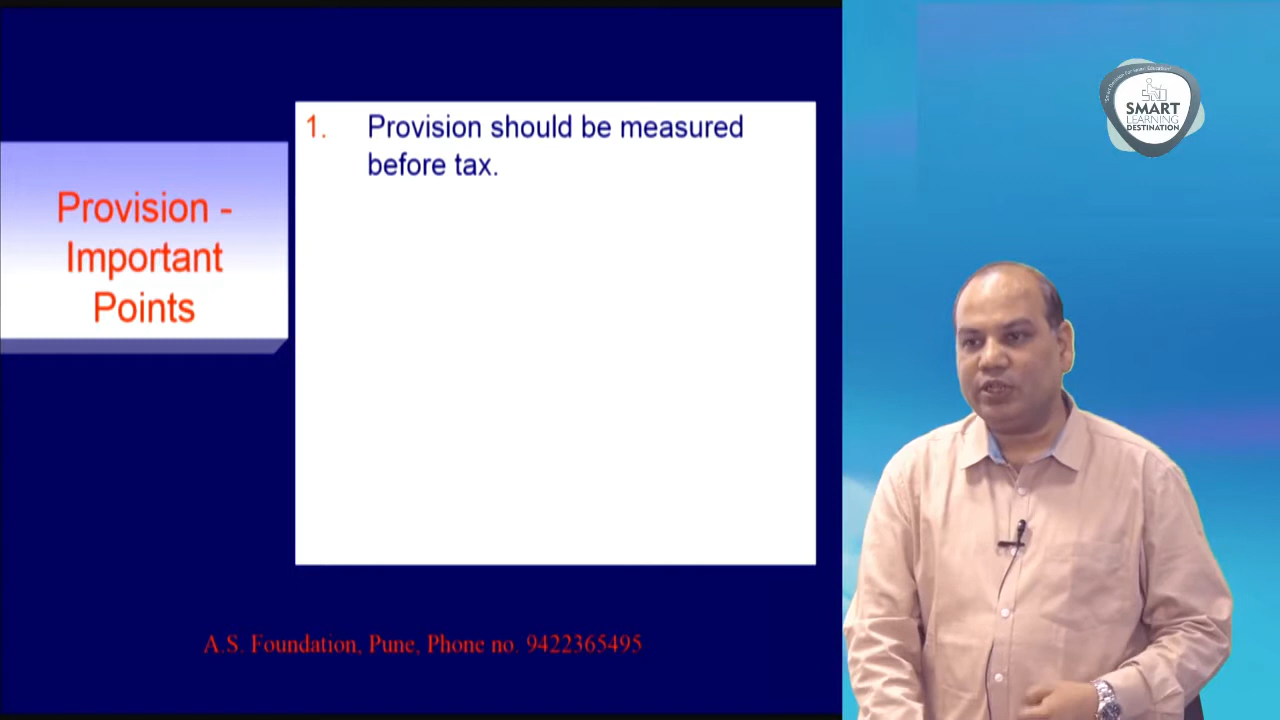 Provision -
Important
Points
1. Provision should be measured
before tax.
A.S. Foundation, Pune, Phone no. 9422365495
SMART
LEARNING
DESTINATION